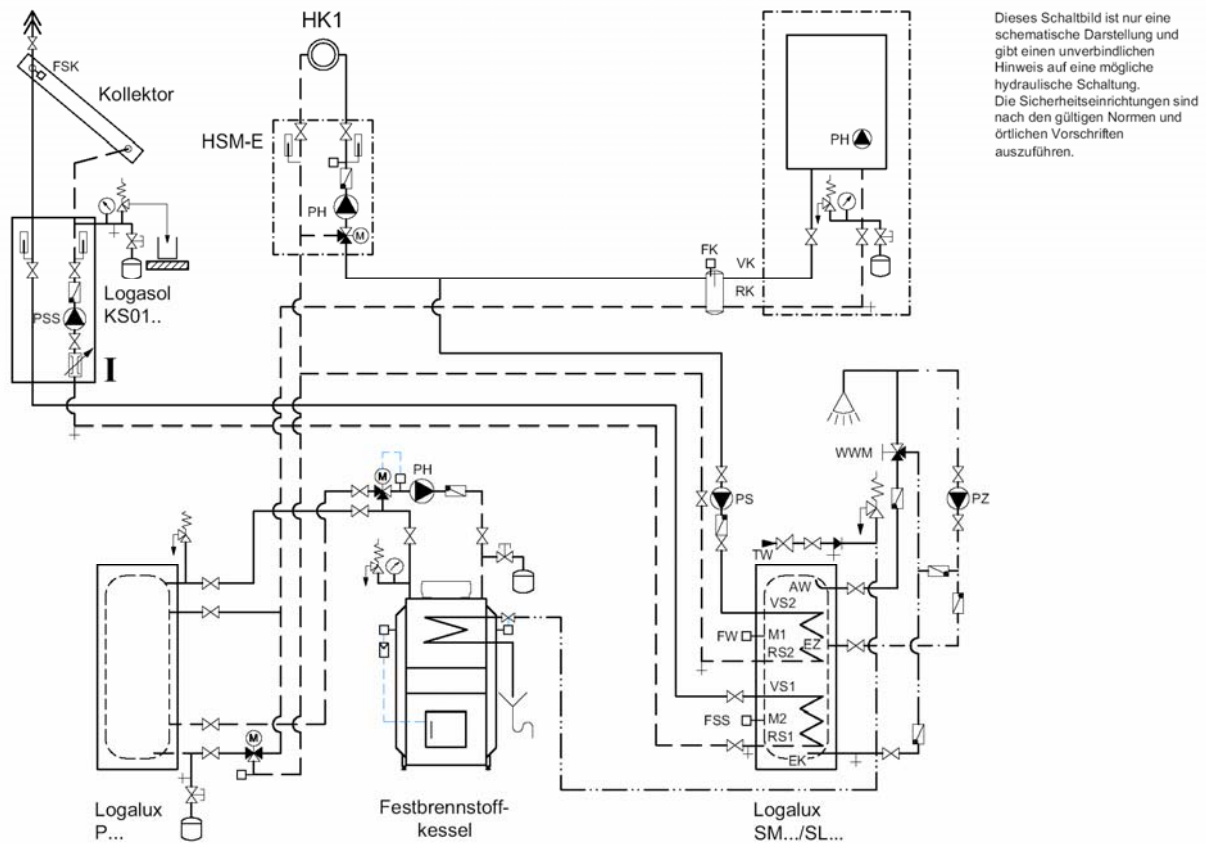 Dieses Schaltbild ist nur eine
schematische Darstellung und
gibt einen unverbindlichen
Hinweis auf eine mögliche
hydraulische Schaltung.
Die Sicherheitseinrichtungen sind
nach den gültigen Normen und
örtlichen Vorschriften
auszuführen.
HK1
FSK
Kollektor
HSM-E
PH
M
PH
FK
VK
RK
Logasol
KS01..
PSS
I
M
PH
WWM
PS
PZ
TW
AW
VS2
FW
M1
EZ
RS2
VS1
FSS
M2
RS1
EK
M
Logalux
P...
Festbrennstoff-
kessel
Logalux
SM.../SL...